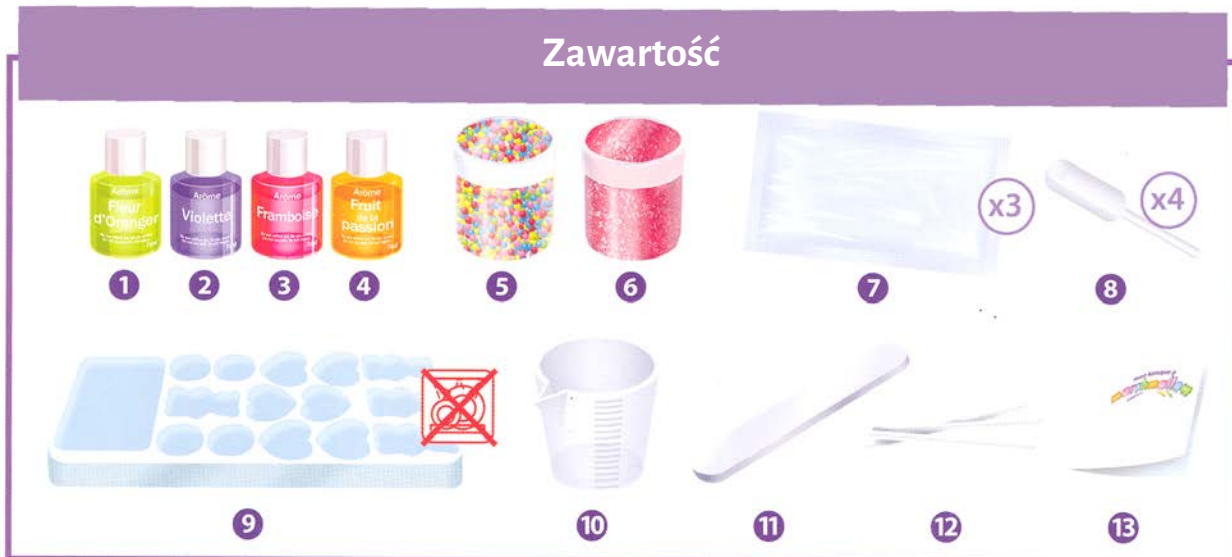 Zawartość
Arôme
Fleur
d'Oranger
Arôme
Violette
Arôme
Framboise
Arôme
Fruit
de la
passion
x3
x4
1
2
3
4
5
6
7
8
9
10
11
12
13